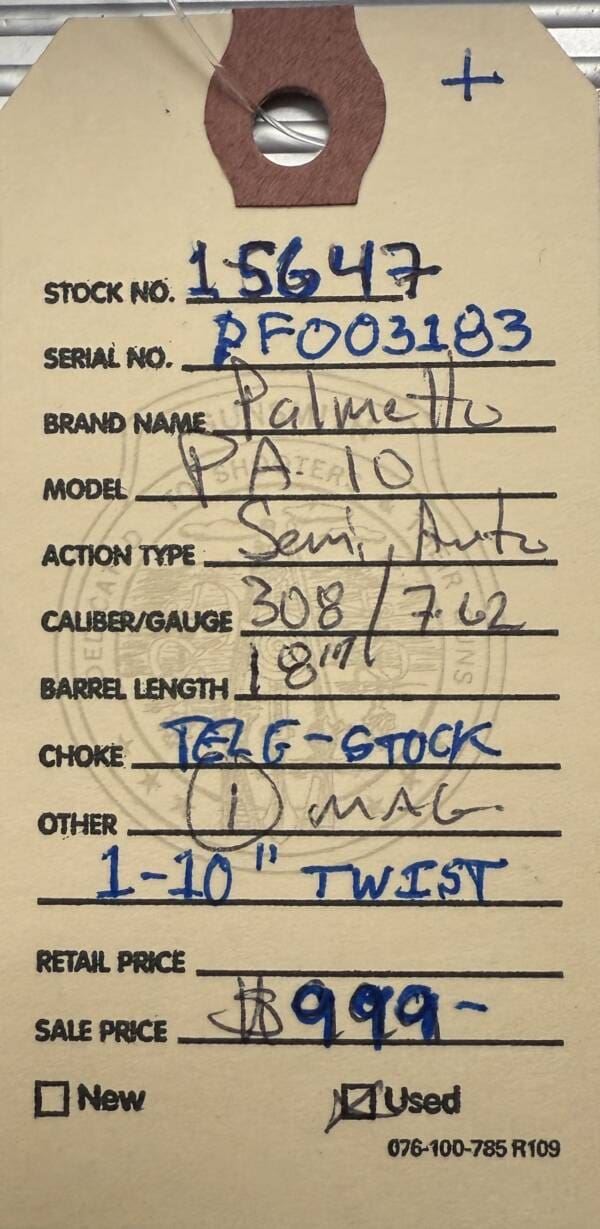 +
STOCK NO. 15647
SERIAL NO. PF003183
BRAND NAME Palmetto
MODEL PA-10
ACTION TYPE Semi, Auto
CALIBER/GAUGE 308 / 7.62
BARREL LENGTH 18"
CHOKE TELE-STOCK
OTHER 1 MAG
1-10" TWIST
RETAIL PRICE
SALE PRICE $999-
New Used
076-100-785 R109